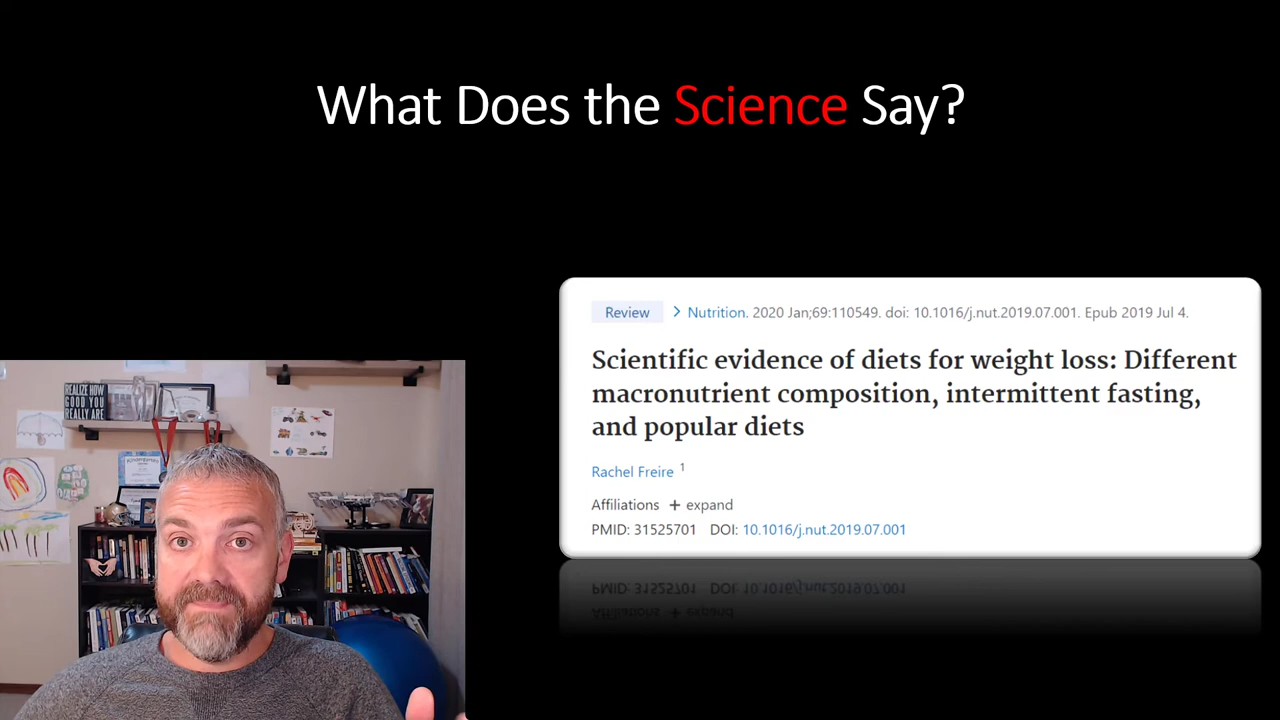 What Does the Science Say?
Review > Nutrition. 2020 Jan;69:110549. doi: 10.1016/j.nut.2019.07.001. Epub 2019 Jul 4.
Scientific evidence of diets for weight loss: Different
macronutrient composition, intermittent fasting,
and popular diets
Rachel Freire 1
Affiliations + expand
PMID: 31525701 DOI: 10.1016/j.nut.2019.07.001
REALIZE HOW
GOOD YOU
REALLY ARE